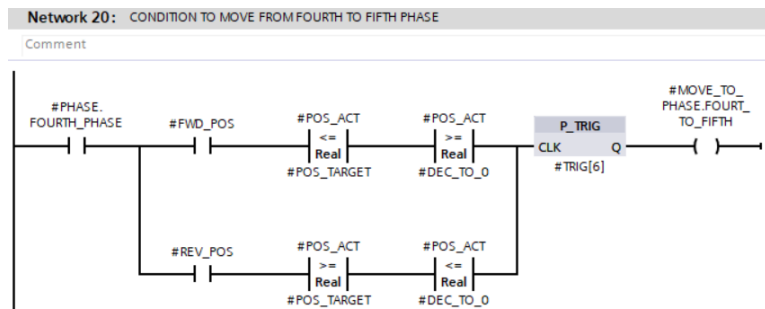 Network 20: CONDITION TO MOVE FROM FOURTH TO FIFTH PHASE
Comment
#PHASE.
FOURTH_PHASE
#FWD_POS
#POS_ACT
<=
Real
#POS_TARGET
#POS_ACT
>=
Real
#DEC_TO_0
P_TRIG
CLK Q
#TRIG[6]
#MOVE_TO_
PHASE.FOURT_
TO_FIFTH
#REV_POS
#POS_ACT
>=
Real
#POS_TARGET
#POS_ACT
<=
Real
#DEC_TO_0